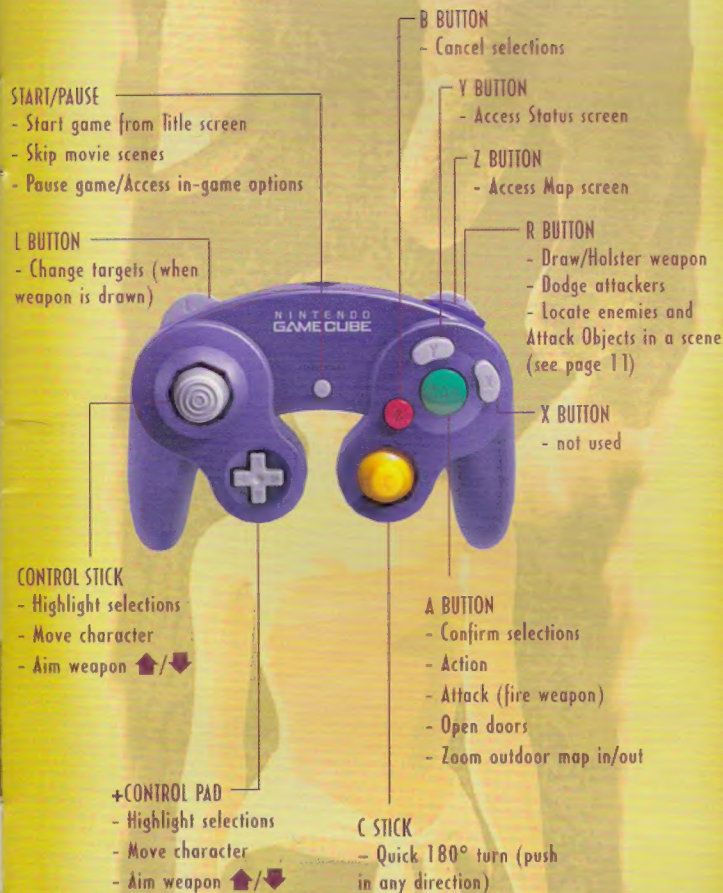 B BUTTON
- Cancel selections
START/PAUSE
- Start game from Title screen
- Skip movie scenes
- Pause game/Access in-game options
Y BUTTON
- Access Status screen
Z BUTTON
- Access Map screen
L BUTTON
- Change targets (when
weapon is drawn)
R BUTTON
- Draw/Holster weapon
- Dodge attackers
- Locate enemies and
Attack Objects in a scene
(see page 11)
NINTENDO
GAMECUBE
Y
X
X BUTTON
- not used
CONTROL STICK
- Highlight selections
- Move character
- Aim weapon ⬆/⬇
A BUTTON
- Confirm selections
- Action
- Attack (fire weapon)
- Open doors
- Zoom outdoor map in/out
+CONTROL PAD
- Highlight selections
- Move character
- Aim weapon ⬆/⬇
C STICK
- Quick 180° turn (push
in any direction)